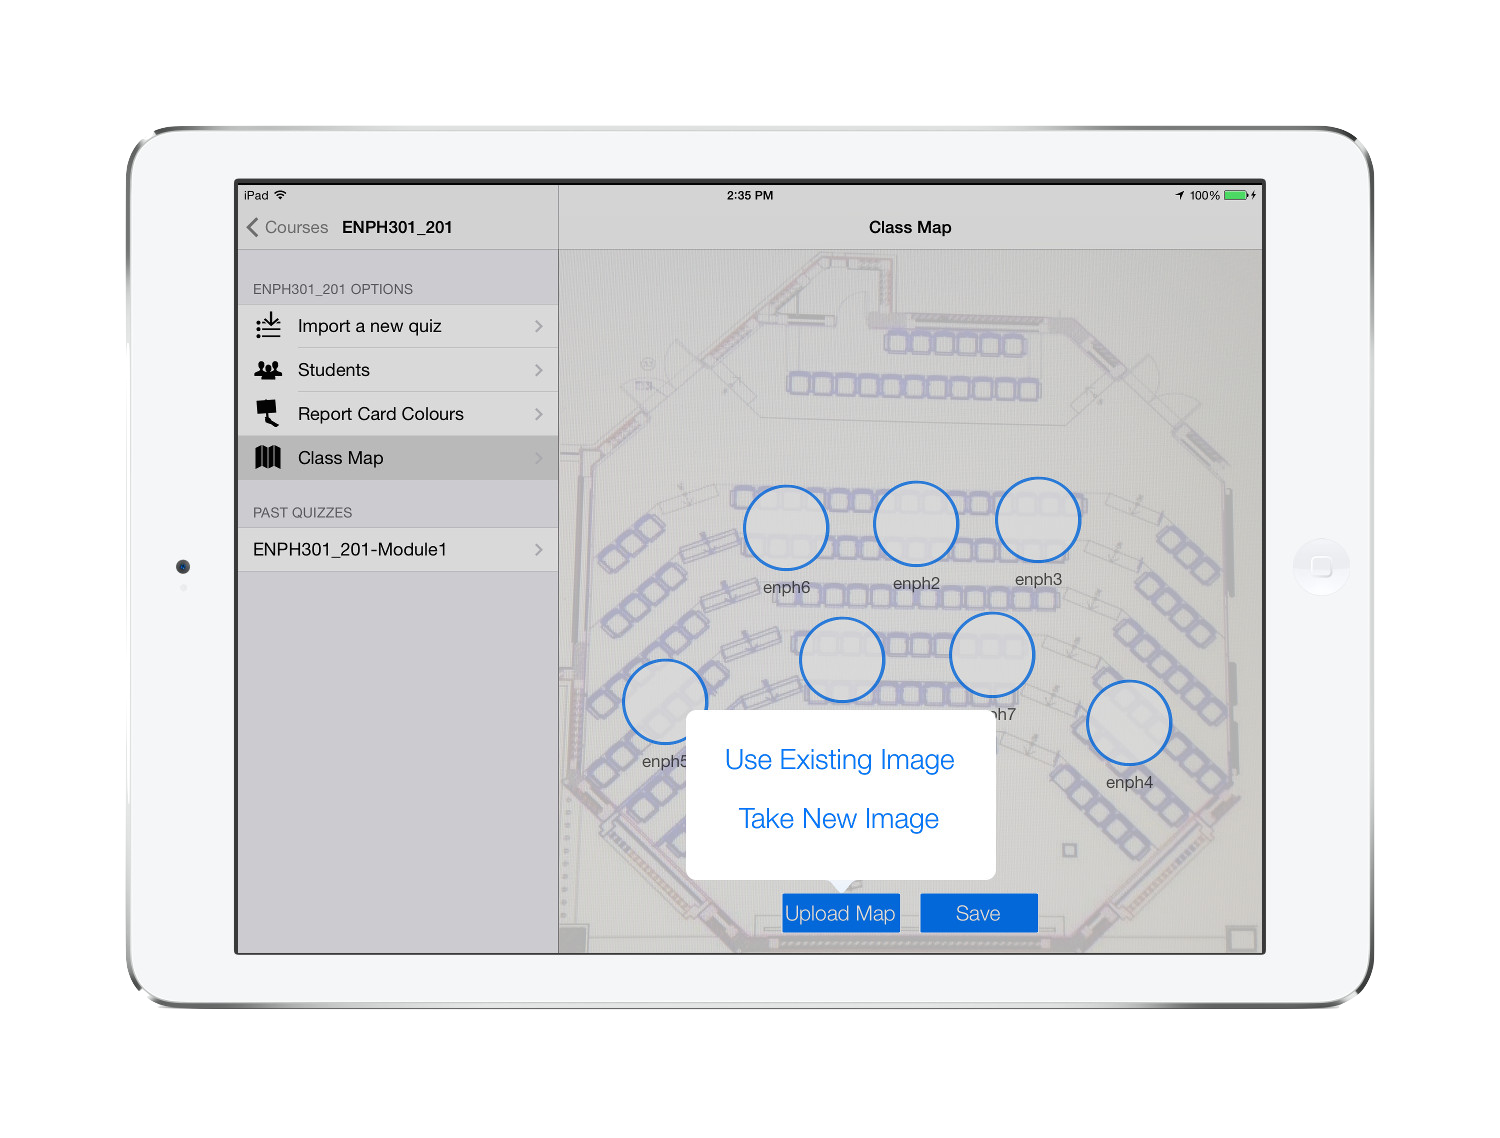 iPad 2:35 PM 100%
Courses ENPH301_201
Class Map
ENPH301_201 OPTIONS
Import a new quiz
Students
Report Card Colours
Class Map
PAST QUIZZES
ENPH301_201-Module1
enph6
enph2
enph3
enph5
ph7
enph4
Use Existing Image
Take New Image
Upload Map
Save